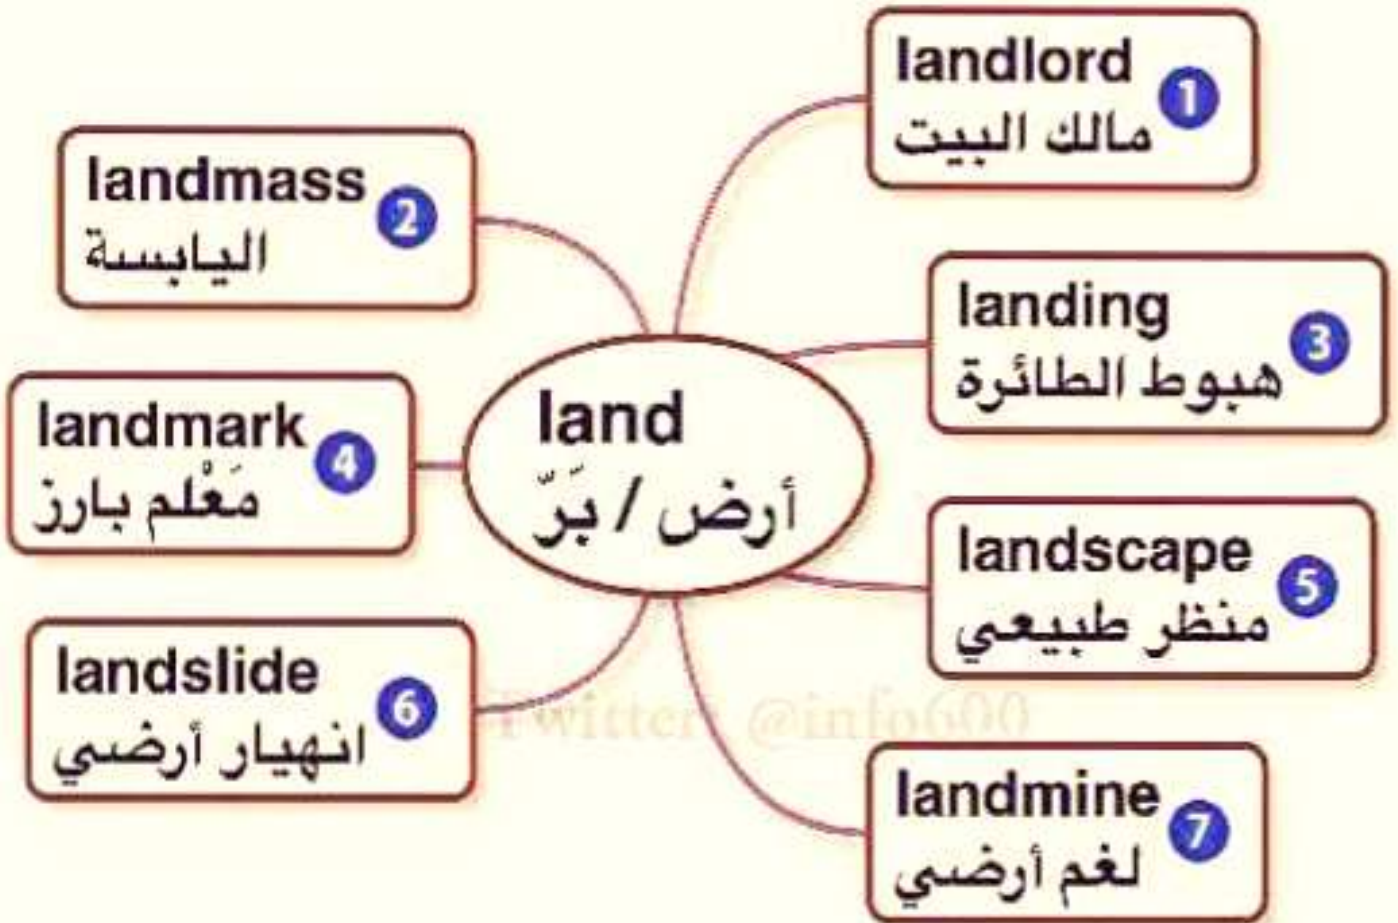 land
أرض / بَرّ
landlord 1
مالك البيت
landmass 2
اليابسة
landing 3
هبوط الطائرة
landmark 4
مَعْلم بارز
landscape 5
منظر طبيعي
landslide 6
انهيار أرضي
Twitter: @info600
landmine 7
لغم أرضي